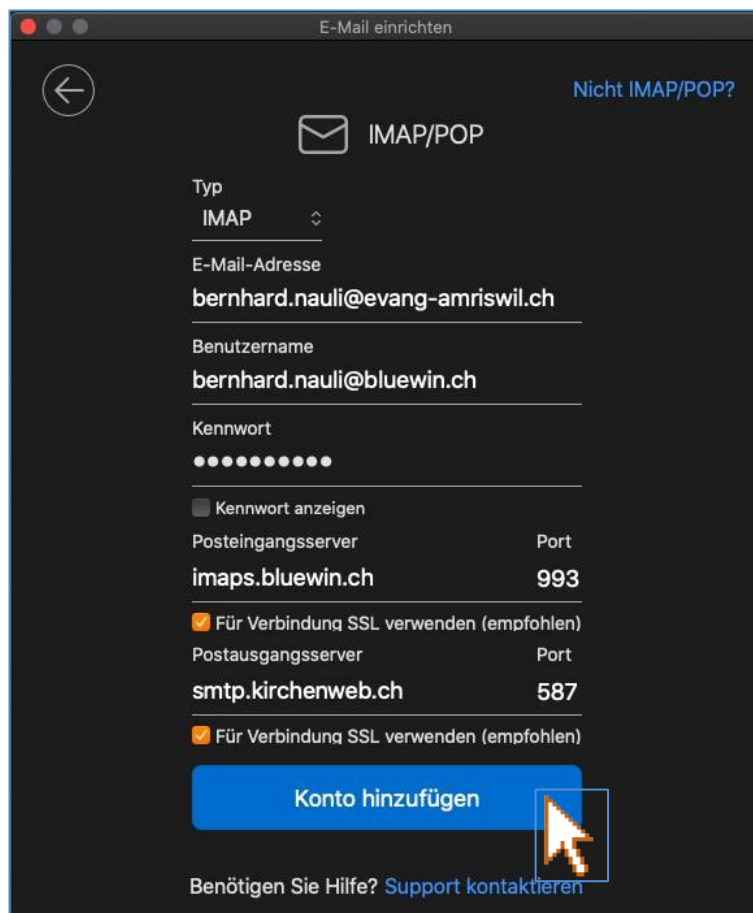 E-Mail einrichten
Nicht IMAP/POP?
IMAP/POP
Typ
IMAP
E-Mail-Adresse
bernhard.nauli@evang-amriswil.ch
Benutzername
bernhard.nauli@bluewin.ch
Kennwort
••••••••••
Kennwort anzeigen
Posteingangsserver Port
imaps.bluewin.ch 993
Für Verbindung SSL verwenden (empfohlen)
Postausgangsserver Port
smtp.kirchenweb.ch 587
Für Verbindung SSL verwenden (empfohlen)
Konto hinzufügen
Benötigen Sie Hilfe? Support kontaktieren